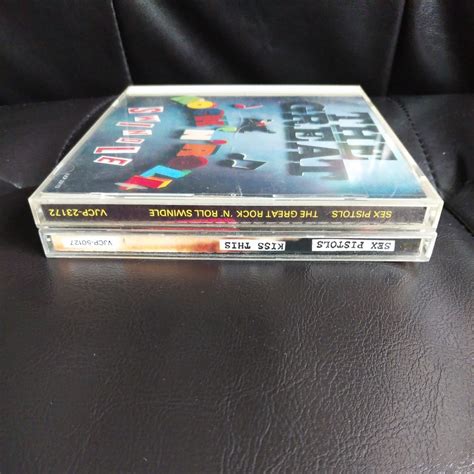 THE
GREAT
ROCK 'N' ROLL
SWINDLE
SEX PISTOLS THE GREAT ROCK 'N' ROLL SWINDLE VJCP-23172
SEX PISTOLS KISS THIS VJCP-50127